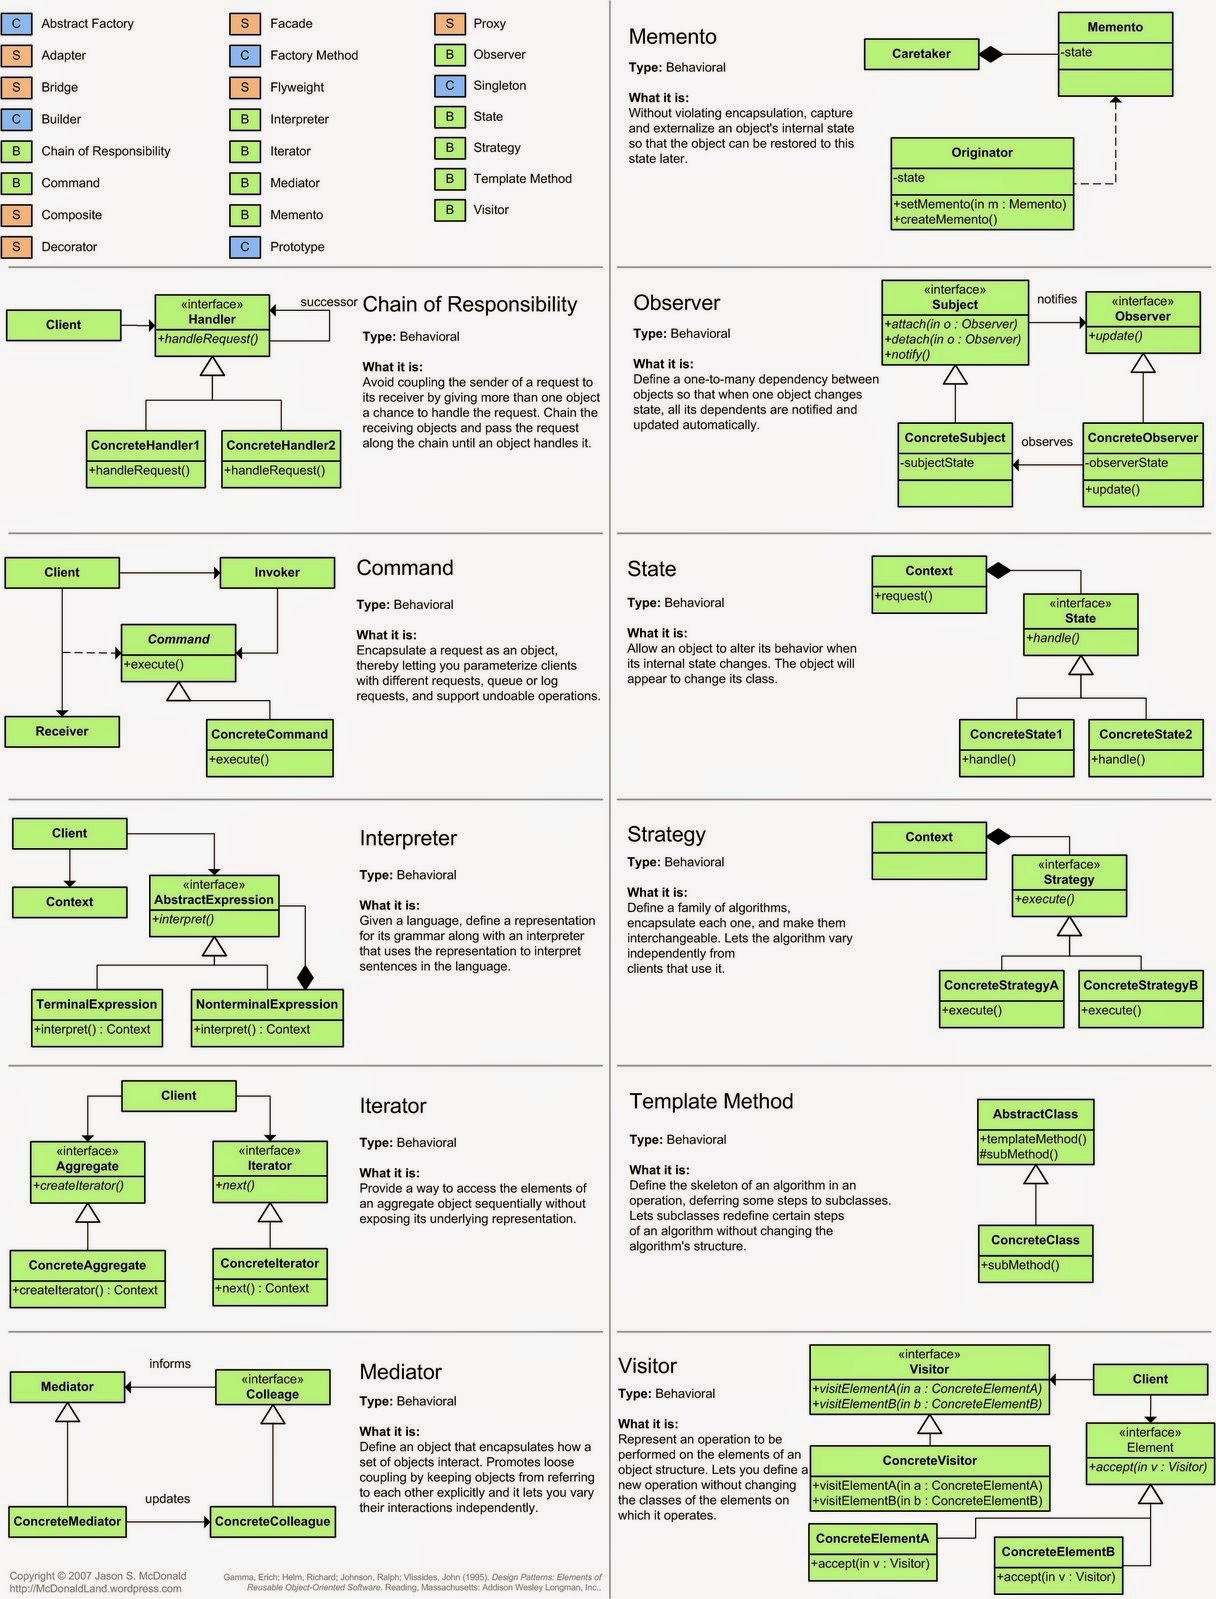 C Abstract Factory
S Adapter
S Bridge
C Builder
B Chain of Responsibility
B Command
S Composite
S Decorator
S Facade
C Factory Method
S Flyweight
B Interpreter
B Iterator
B Mediator
B Memento
C Prototype
S Proxy
B Observer
C Singleton
B State
B Strategy
B Template Method
B Visitor
Memento
Type: Behavioral
What it is:
Without violating encapsulation, capture
and externalize an object's internal state
so that the object can be restored to this
state later.
Caretaker
Memento
-state
Originator
-state
+setMemento(in m : Memento)
+createMemento()
Client
«interface»
Handler
+handleRequest()
successor
ConcreteHandler1
+handleRequest()
ConcreteHandler2
+handleRequest()
Chain of Responsibility
Type: Behavioral
What it is:
Avoid coupling the sender of a request to
its receiver by giving more than one object
a chance to handle the request. Chain the
receiving objects and pass the request
along the chain until an object handles it.
Observer
Type: Behavioral
What it is:
Define a one-to-many dependency between
objects so that when one object changes
state, all its dependents are notified and
updated automatically.
«interface»
Subject
+attach(in o : Observer)
+detach(in o : Observer)
+notify()
notifies
«interface»
Observer
+update()
ConcreteSubject
-subjectState
observes
ConcreteObserver
-observerState
+update()
Client
Invoker
Command
+execute()
Receiver
ConcreteCommand
+execute()
Command
Type: Behavioral
What it is:
Encapsulate a request as an object,
thereby letting you parameterize clients
with different requests, queue or log
requests, and support undoable operations.
State
Type: Behavioral
What it is:
Allow an object to alter its behavior when
its internal state changes. The object will
appear to change its class.
Context
+request()
«interface»
State
+handle()
ConcreteState1
+handle()
ConcreteState2
+handle()
Client
Context
«interface»
AbstractExpression
+interpret()
TerminalExpression
+interpret() : Context
NonterminalExpression
+interpret() : Context
Interpreter
Type: Behavioral
What it is:
Given a language, define a representation
for its grammar along with an interpreter
that uses the representation to interpret
sentences in the language.
Strategy
Type: Behavioral
What it is:
Define a family of algorithms,
encapsulate each one, and make them
interchangeable. Lets the algorithm vary
independently from
clients that use it.
Context
«interface»
Strategy
+execute()
ConcreteStrategyA
+execute()
ConcreteStrategyB
+execute()
Client
«interface»
Aggregate
+createIterator()
«interface»
Iterator
+next()
ConcreteAggregate
+createIterator() : Context
ConcreteIterator
+next() : Context
Iterator
Type: Behavioral
What it is:
Provide a way to access the elements of
an aggregate object sequentially without
exposing its underlying representation.
Template Method
Type: Behavioral
What it is:
Define the skeleton of an algorithm in an
operation, deferring some steps to subclasses.
Lets subclasses redefine certain steps
of an algorithm without changing the
algorithm's structure.
AbstractClass
+templateMethod()
#subMethod()
ConcreteClass
+subMethod()
Mediator
informs
«interface»
Colleage
ConcreteMediator
updates
ConcreteColleague
Mediator
Type: Behavioral
What it is:
Define an object that encapsulates how a
set of objects interact. Promotes loose
coupling by keeping objects from referring
to each other explicitly and it lets you vary
their interactions independently.
Visitor
Type: Behavioral
What it is:
Represent an operation to be
performed on the elements of an
object structure. Lets you define a
new operation without changing
the classes of the elements on
which it operates.
«interface»
Visitor
+visitElementA(in a : ConcreteElementA)
+visitElementB(in b : ConcreteElementB)
Client
«interface»
Element
+accept(in v : Visitor)
ConcreteVisitor
+visitElementA(in a : ConcreteElementA)
+visitElementB(in b : ConcreteElementB)
ConcreteElementA
+accept(in v : Visitor)
ConcreteElementB
+accept(in v : Visitor)
Copyright © 2007 Jason S. McDonald
http://McDonaldLand.wordpress.com
Gamma, Erich; Helm, Richard; Johnson, Ralph; Vlissides, John (1995). Design Patterns: Elements of
Reusable Object-Oriented Software. Reading, Massachusetts: Addison Wesley Longman, Inc..